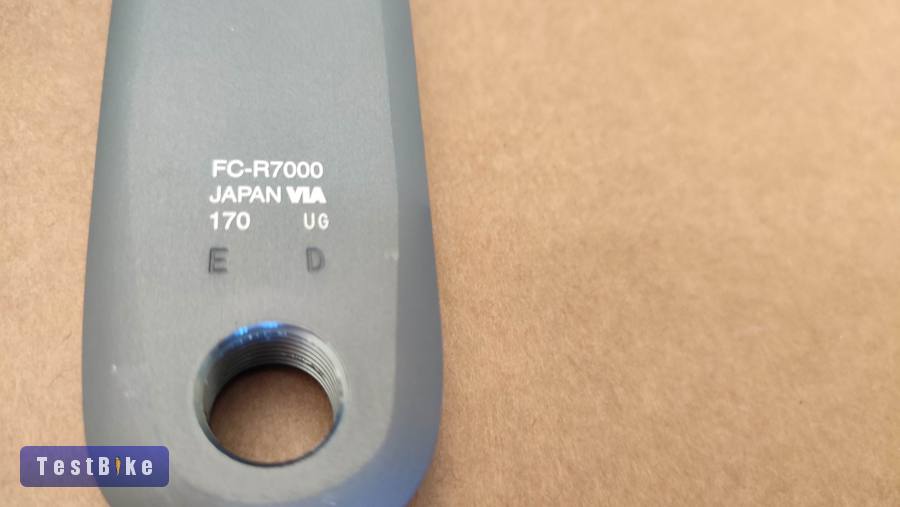 FC-R7000
JAPAN VIA
170 UG
E D
TestBike